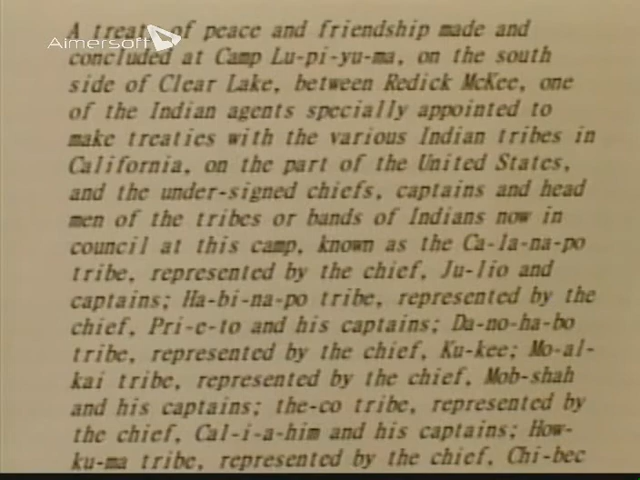 Aimersoft
A treaty of peace and friendship made and
concluded at Camp Lu-pi-yu-ma, on the south
side of Clear Lake, between Redick McKee, one
of the Indian agents specially appointed to
make treaties with the various Indian tribes in
California, on the part of the United States,
and the under-signed chiefs, captains and head
men of the tribes or bands of Indians now in
council at this camp, known as the Ca-la-na-po
tribe, represented by the chief, Ju-lio and
captains; Ha-bi-na-po tribe, represented by the
chief, Pri-e-to and his captains; Da-no-ha-bo
tribe, represented by the chief, Ku-kee; Mo-al-
kai tribe, represented by the chief, Mob-shah
and his captains; the-co tribe, represented by
the chief, Cal-i-a-him and his captains; How-
ku-ma tribe, represented by the chief, Chi-bec